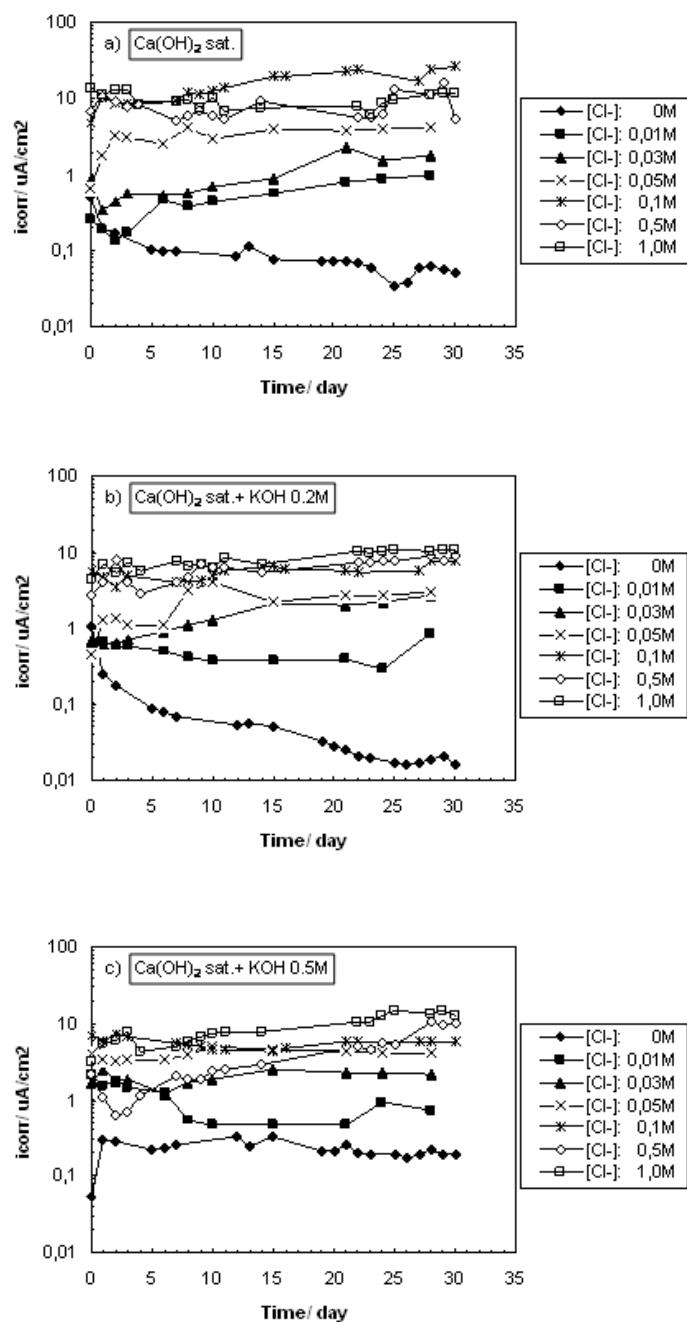 a) Ca(OH)₂ sat.
100
10
1
0,1
0,01
icorr/ uA/cm2
0 5 10 15 20 25 30 35
Time/ day
[Cl-]: 0M
[Cl-]: 0,01M
[Cl-]: 0,03M
[Cl-]: 0,05M
[Cl-]: 0,1M
[Cl-]: 0,5M
[Cl-]: 1,0M
b) Ca(OH)₂ sat.+ KOH 0.2M
100
10
1
0,1
0,01
icorr/ uA/cm2
0 5 10 15 20 25 30 35
Time/ day
[Cl-]: 0M
[Cl-]: 0,01M
[Cl-]: 0,03M
[Cl-]: 0,05M
[Cl-]: 0,1M
[Cl-]: 0,5M
[Cl-]: 1,0M
c) Ca(OH)₂ sat.+ KOH 0.5M
100
10
1
0,1
0,01
icorr/ uA/cm2
0 5 10 15 20 25 30 35
Time/ day
[Cl-]: 0M
[Cl-]: 0,01M
[Cl-]: 0,03M
[Cl-]: 0,05M
[Cl-]: 0,1M
[Cl-]: 0,5M
[Cl-]: 1,0M